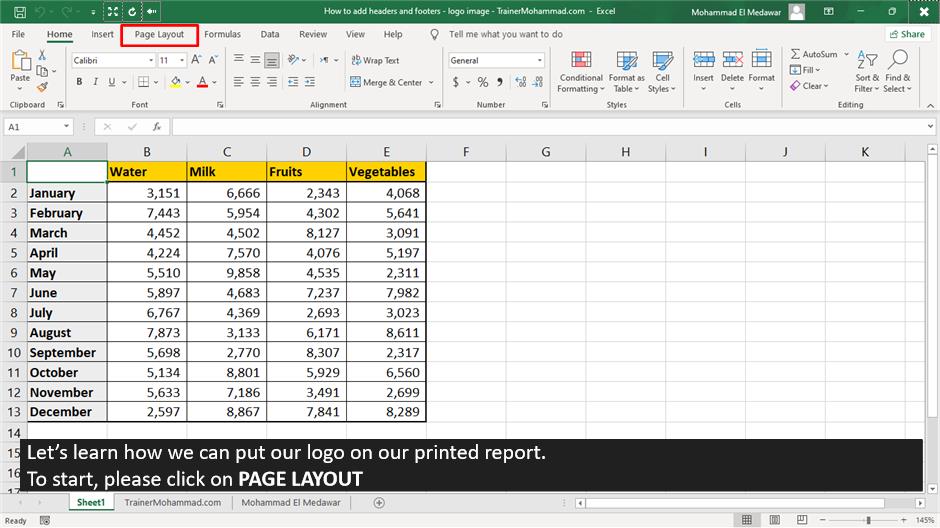 How to add headers and footers - logo image - TrainerMohammad.com - Excel
Mohammad El Medawar
File Home Insert Page Layout Formulas Data Review View Help Tell me what you want to do Share
Paste
Clipboard
Calibri 11 A A
B I U A
Font
Wrap Text
Merge & Center
Alignment
General
$ % ,
Number
Conditional Formatting
Format as Table
Cell Styles
Styles
Insert Delete Format
Cells
AutoSum
Fill
Clear
Sort & Filter
Find & Select
Editing
A1 fx
A B C D E F G H I J K
1 Water Milk Fruits Vegetables
2 January 3,151 6,666 2,343 4,068
3 February 7,443 5,954 4,302 5,641
4 March 4,452 4,502 8,127 3,091
5 April 4,224 7,570 4,076 5,197
6 May 5,510 9,858 4,535 2,311
7 June 5,897 4,683 7,237 7,982
8 July 6,767 4,369 2,693 3,023
9 August 7,873 3,133 6,171 8,611
10 September 5,698 2,770 8,307 2,317
11 October 5,134 8,801 5,929 6,560
12 November 5,633 7,186 3,491 2,699
13 December 2,597 8,867 7,841 8,289
14
15
16
17
Let’s learn how we can put our logo on our printed report.
To start, please click on PAGE LAYOUT
Sheet1 TrainerMohammad.com Mohammad El Medawar
Ready 145%